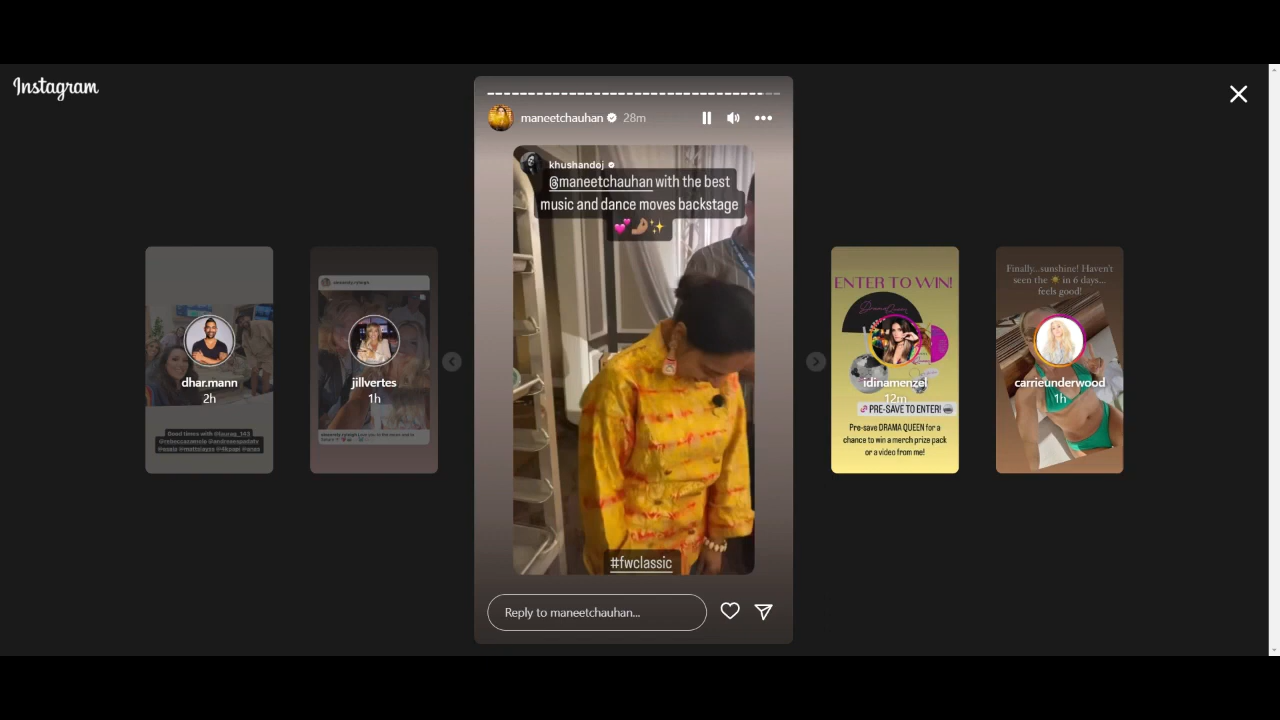 Instagram
maneetchauhan 28m
khushandoj
@maneetchauhan with the best
music and dance moves backstage
#fwclassic
Reply to maneetchauhan...
dhar.mann
2h
Good times with
jillvertes
1h
ENTER TO WIN!
idinamenzel
12m
PRE-SAVE TO ENTER!
Pre-save DRAMA QUEEN for a
chance to win a merch prize pack
or a video from me!
Finally...sunshine! Haven't
seen the ☀ in 6 days...
feels good!
carrieunderwood
1h